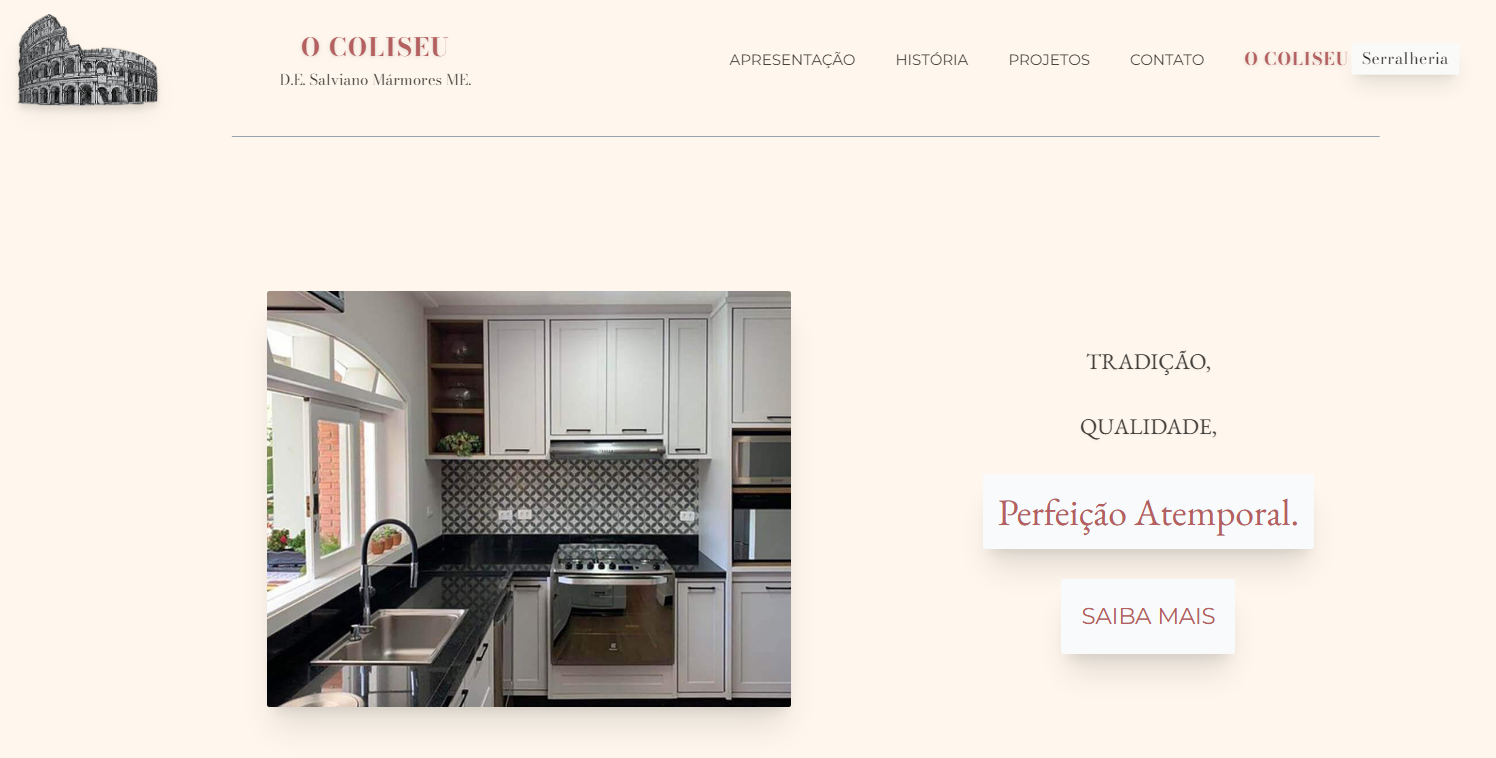 O COLISEU
D.E. Salviano Mármores ME.
APRESENTAÇÃO
HISTÓRIA
PROJETOS
CONTATO
O COLISEU Serralheria
TRADIÇÃO,
QUALIDADE,
Perfeição Atemporal.
SAIBA MAIS